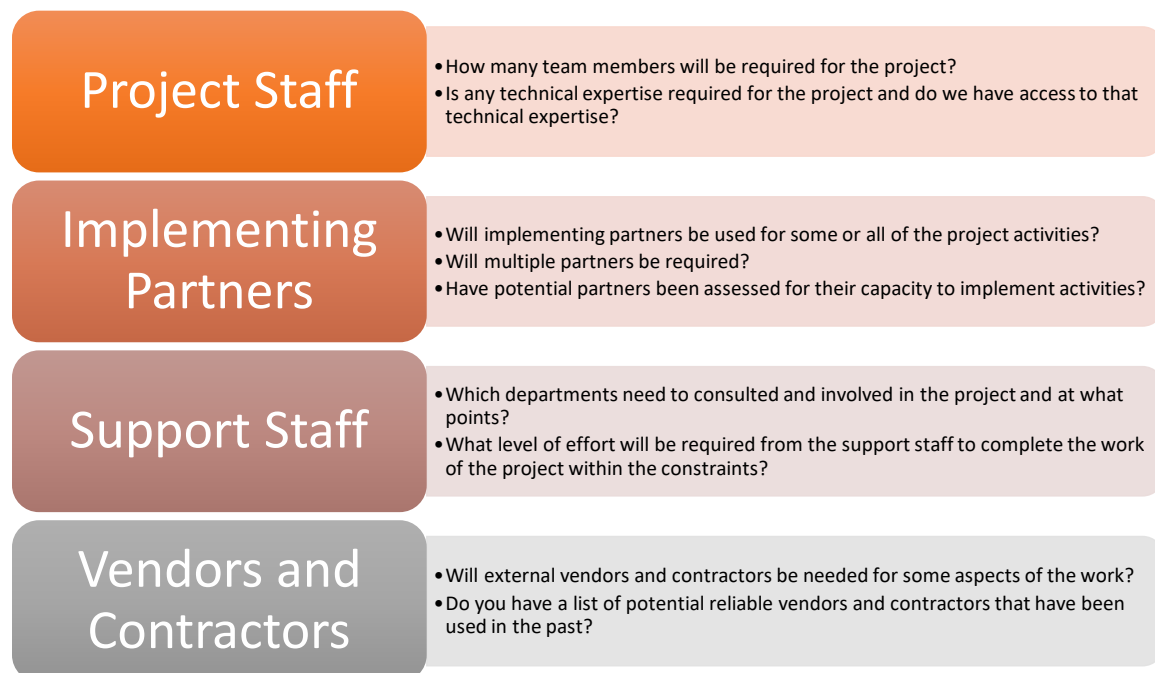 Project Staff
•How many team members will be required for the project?
•Is any technical expertise required for the project and do we have access to that
technical expertise?
Implementing
Partners
•Will implementing partners be used for some or all of the project activities?
•Will multiple partners be required?
•Have potential partners been assessed for their capacity to implement activities?
Support Staff
•Which departments need to consulted and involved in the project and at what
points?
•What level of effort will be required from the support staff to complete the work
of the project within the constraints?
Vendors and
Contractors
•Will external vendors and contractors be needed for some aspects of the work?
•Do you have a list of potential reliable vendors and contractors that have been
used in the past?